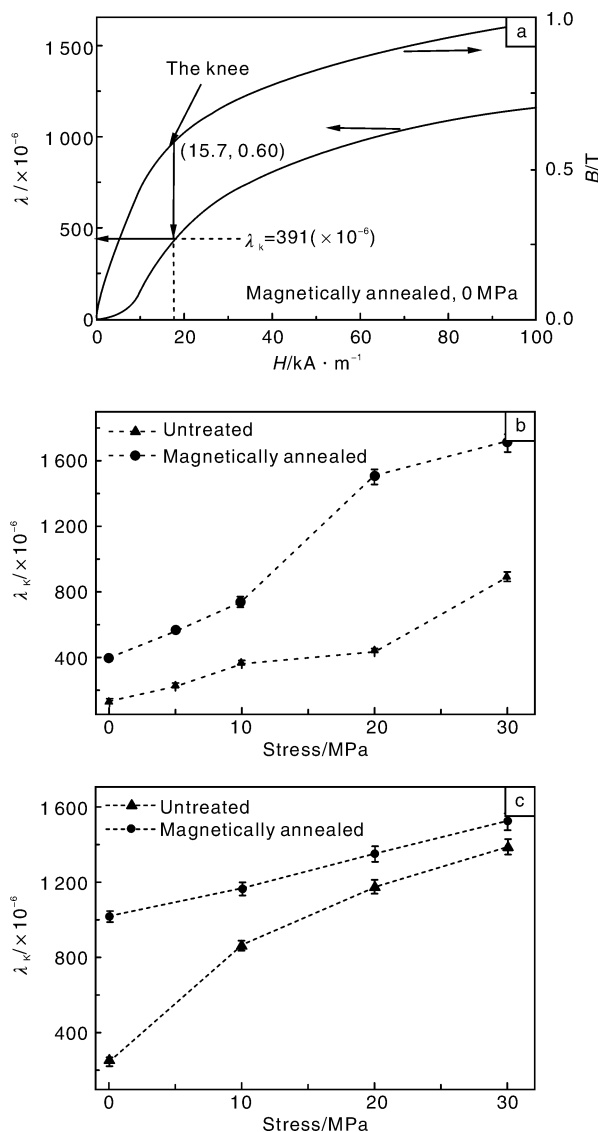 a
1 500
1 000
500
0
λ /×10⁻⁶
1.0
0.5
0.0
B/T
The knee
(15.7, 0.60)
λₖ=391(×10⁻⁶)
Magnetically annealed, 0 MPa
0 20 40 60 80 100
H/kA · m⁻¹
b
Untreated
Magnetically annealed
1 600
1 200
800
400
λ_K/×10⁻⁶
0 10 20 30
Stress/MPa
c
Untreated
Magnetically annealed
1 600
1 200
800
400
λ_K/×10⁻⁶
0 10 20 30
Stress/MPa